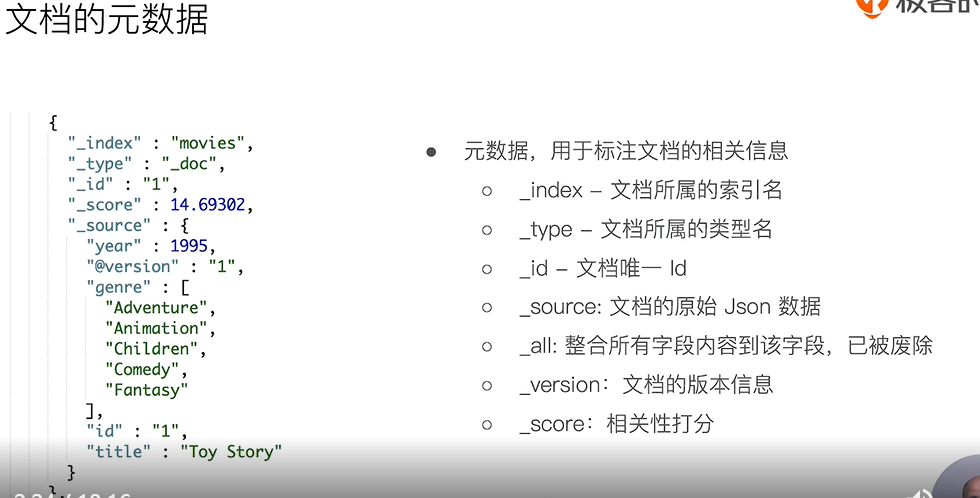 文档的元数据
{
"_index" : "movies",
"_type" : "_doc",
"_id" : "1",
"_score" : 14.69302,
"_source" : {
"year" : 1995,
"@version" : "1",
"genre" : [
"Adventure",
"Animation",
"Children",
"Comedy",
"Fantasy"
],
"id" : "1",
"title" : "Toy Story"
}
}
● 元数据，用于标注文档的相关信息
○ _index – 文档所属的索引名
○ _type – 文档所属的类型名
○ _id – 文档唯一 Id
○ _source: 文档的原始 Json 数据
○ _all: 整合所有字段内容到该字段，已被废除
○ _version：文档的版本信息
○ _score：相关性打分